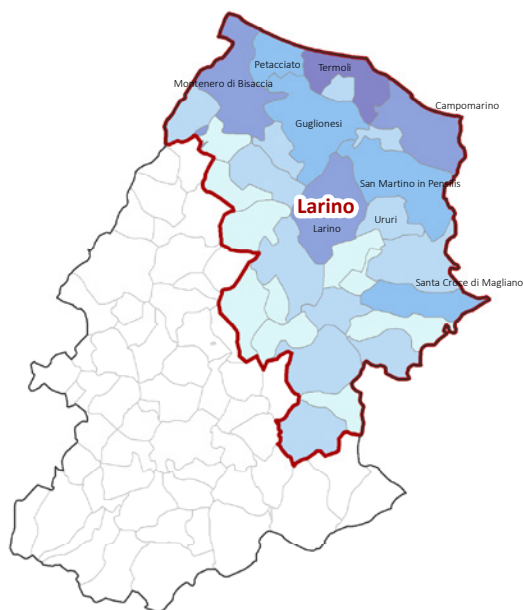 Petacciato
Termoli
Montenero di Bisaccia
Campomarino
Guglionesi
San Martino in Pensilis
Larino
Ururi
Larino
Santa Croce di Magliano